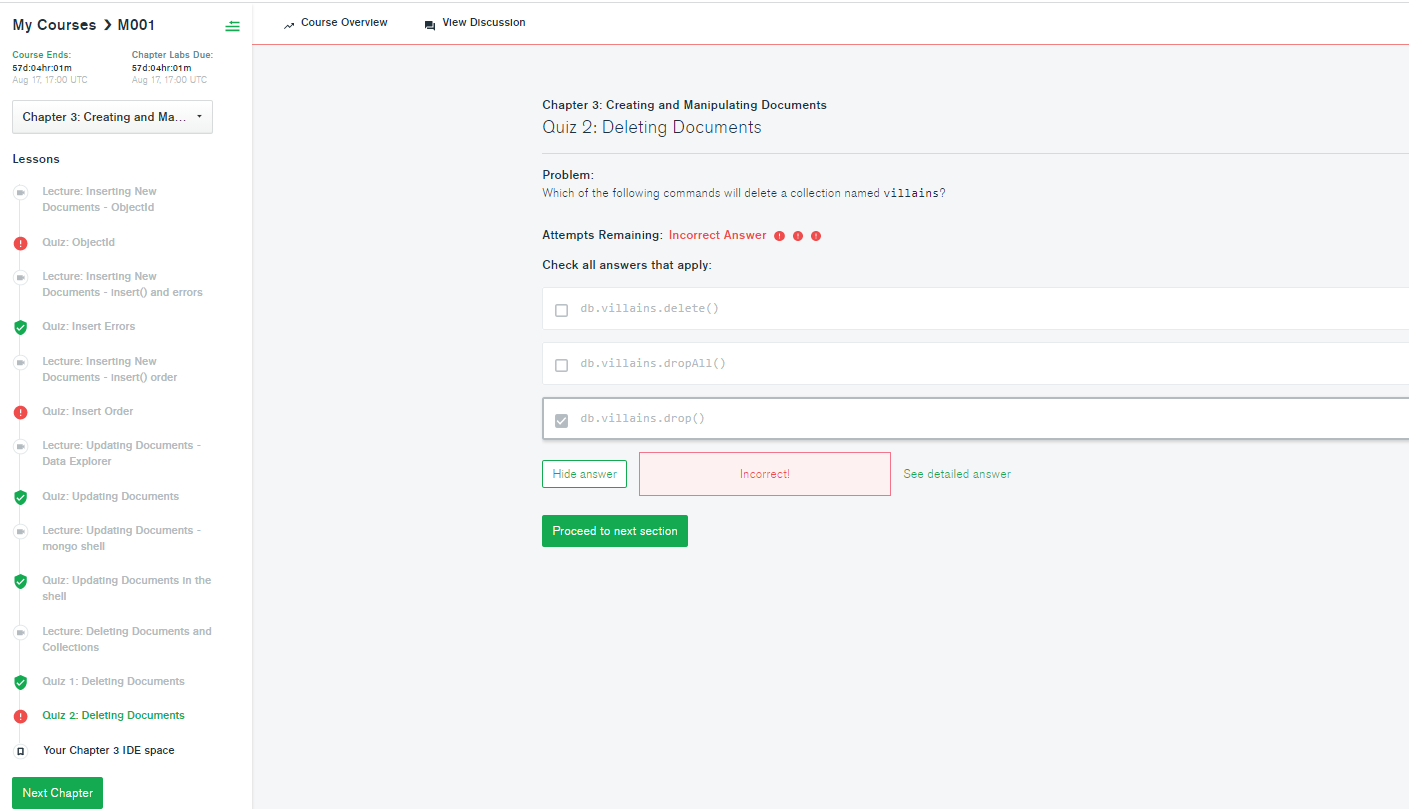 My Courses ❯ M001
Course Ends:
57d:04hr:01m
Aug 17, 17:00 UTC
Chapter Labs Due:
57d:04hr:01m
Aug 17, 17:00 UTC
Chapter 3: Creating and Ma...
Lessons
Lecture: Inserting New
Documents - ObjectId
Quiz: ObjectId
Lecture: Inserting New
Documents - insert() and errors
Quiz: Insert Errors
Lecture: Inserting New
Documents - insert() order
Quiz: Insert Order
Lecture: Updating Documents -
Data Explorer
Quiz: Updating Documents
Lecture: Updating Documents -
mongo shell
Quiz: Updating Documents in the
shell
Lecture: Deleting Documents and
Collections
Quiz 1: Deleting Documents
Quiz 2: Deleting Documents
Your Chapter 3 IDE space
Next Chapter
Course Overview
View Discussion
Chapter 3: Creating and Manipulating Documents
Quiz 2: Deleting Documents
Problem:
Which of the following commands will delete a collection named villains?
Attempts Remaining: Incorrect Answer
Check all answers that apply:
db.villains.delete()
db.villains.dropAll()
db.villains.drop()
Hide answer
Incorrect!
See detailed answer
Proceed to next section